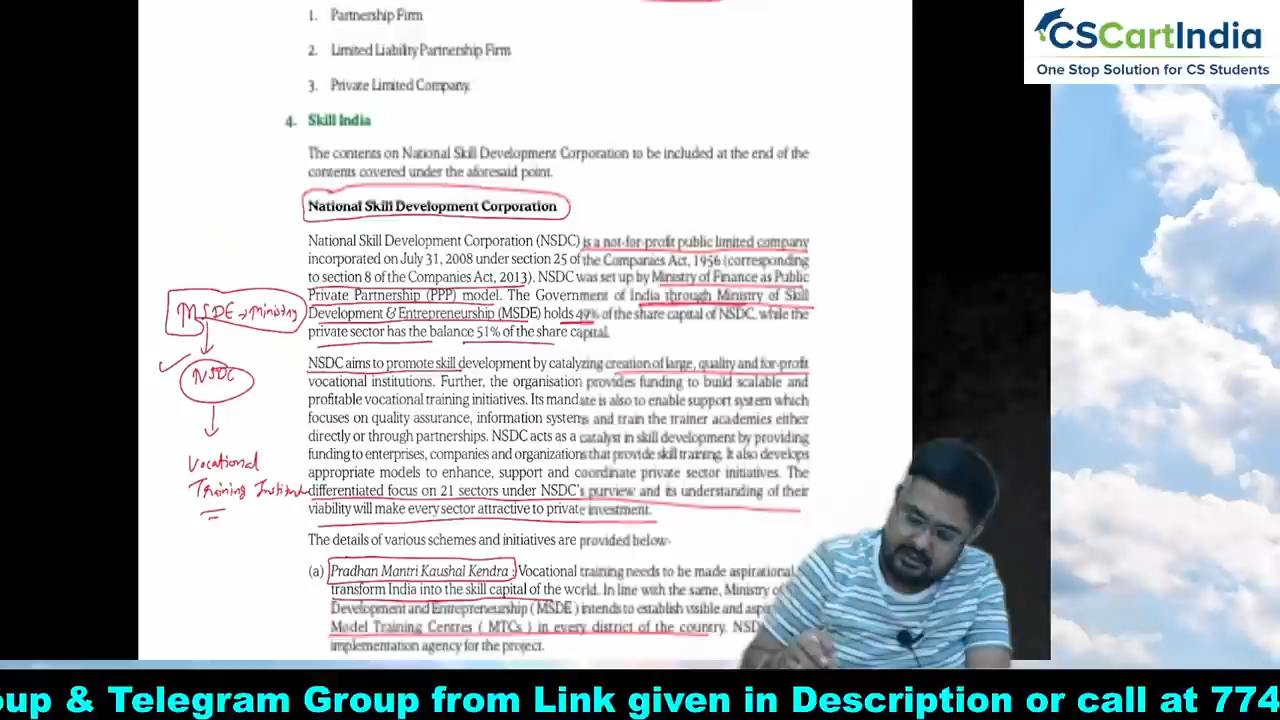 1. Partnership Firm
2. Limited Liability Partnership Firm
3. Private Limited Company
CSCartIndia
One Stop Solution for CS Students
4. Skill India
The contents on National Skill Development Corporation to be included at the end of the
contents covered under the aforesaid point.
National Skill Development Corporation
National Skill Development Corporation (NSDC) is a not-for-profit public limited company
incorporated on July 31, 2008 under section 25 of the Companies Act, 1956 (corresponding
to section 8 of the Companies Act, 2013). NSDC was set up by Ministry of Finance as Public
Private Partnership (PPP) model. The Government of India through Ministry of Skill
Development & Entrepreneurship (MSDE) holds 49% of the share capital of NSDC, while the
private sector has the balance 51% of the share capital.
MSDE → Ministry
NSDC
Vocational
Training Institut
NSDC aims to promote skill development by catalyzing creation of large, quality and for-profit
vocational institutions. Further, the organisation provides funding to build scalable and
profitable vocational training initiatives. Its mandate is also to enable support system which
focuses on quality assurance, information systems and train the trainer academies either
directly or through partnerships. NSDC acts as a catalyst in skill development by providing
funding to enterprises, companies and organizations that provide skill training. It also develops
appropriate models to enhance, support and coordinate private sector initiatives. The
differentiated focus on 21 sectors under NSDC's purview and its understanding of their
viability will make every sector attractive to private investment.
The details of various schemes and initiatives are provided below-
(a) Pradhan Mantri Kaushal Kendra : Vocational training needs to be made aspirational
transform India into the skill capital of the world. In line with the same, Ministry of
Development and Entrepreneurship (MSDE) intends to establish visible and asp
Model Training Centres (MTCs) in every district of the country. NSD
implementation agency for the project.
oup & Telegram Group from Link given in Description or call at 774